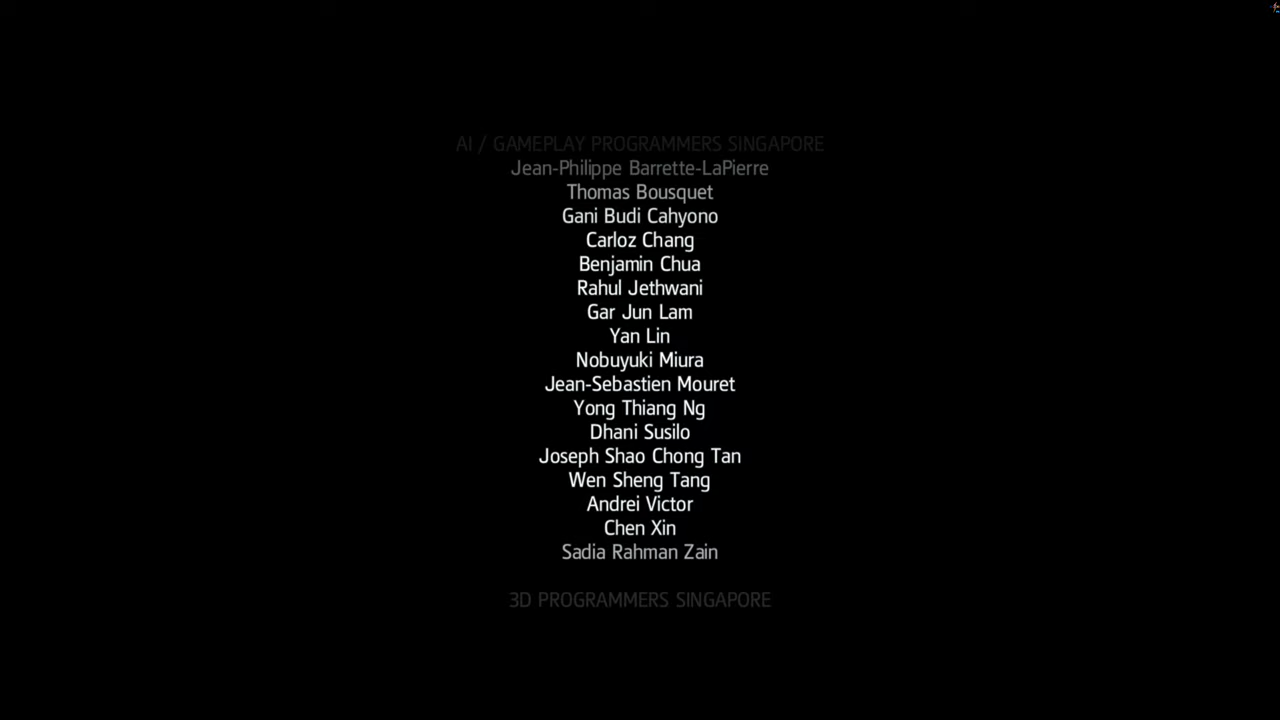 AI / GAMEPLAY PROGRAMMERS SINGAPORE
Jean-Philippe Barrette-LaPierre
Thomas Bousquet
Gani Budi Cahyono
Carloz Chang
Benjamin Chua
Rahul Jethwani
Gar Jun Lam
Yan Lin
Nobuyuki Miura
Jean-Sebastien Mouret
Yong Thiang Ng
Dhani Susilo
Joseph Shao Chong Tan
Wen Sheng Tang
Andrei Victor
Chen Xin
Sadia Rahman Zain
3D PROGRAMMERS SINGAPORE